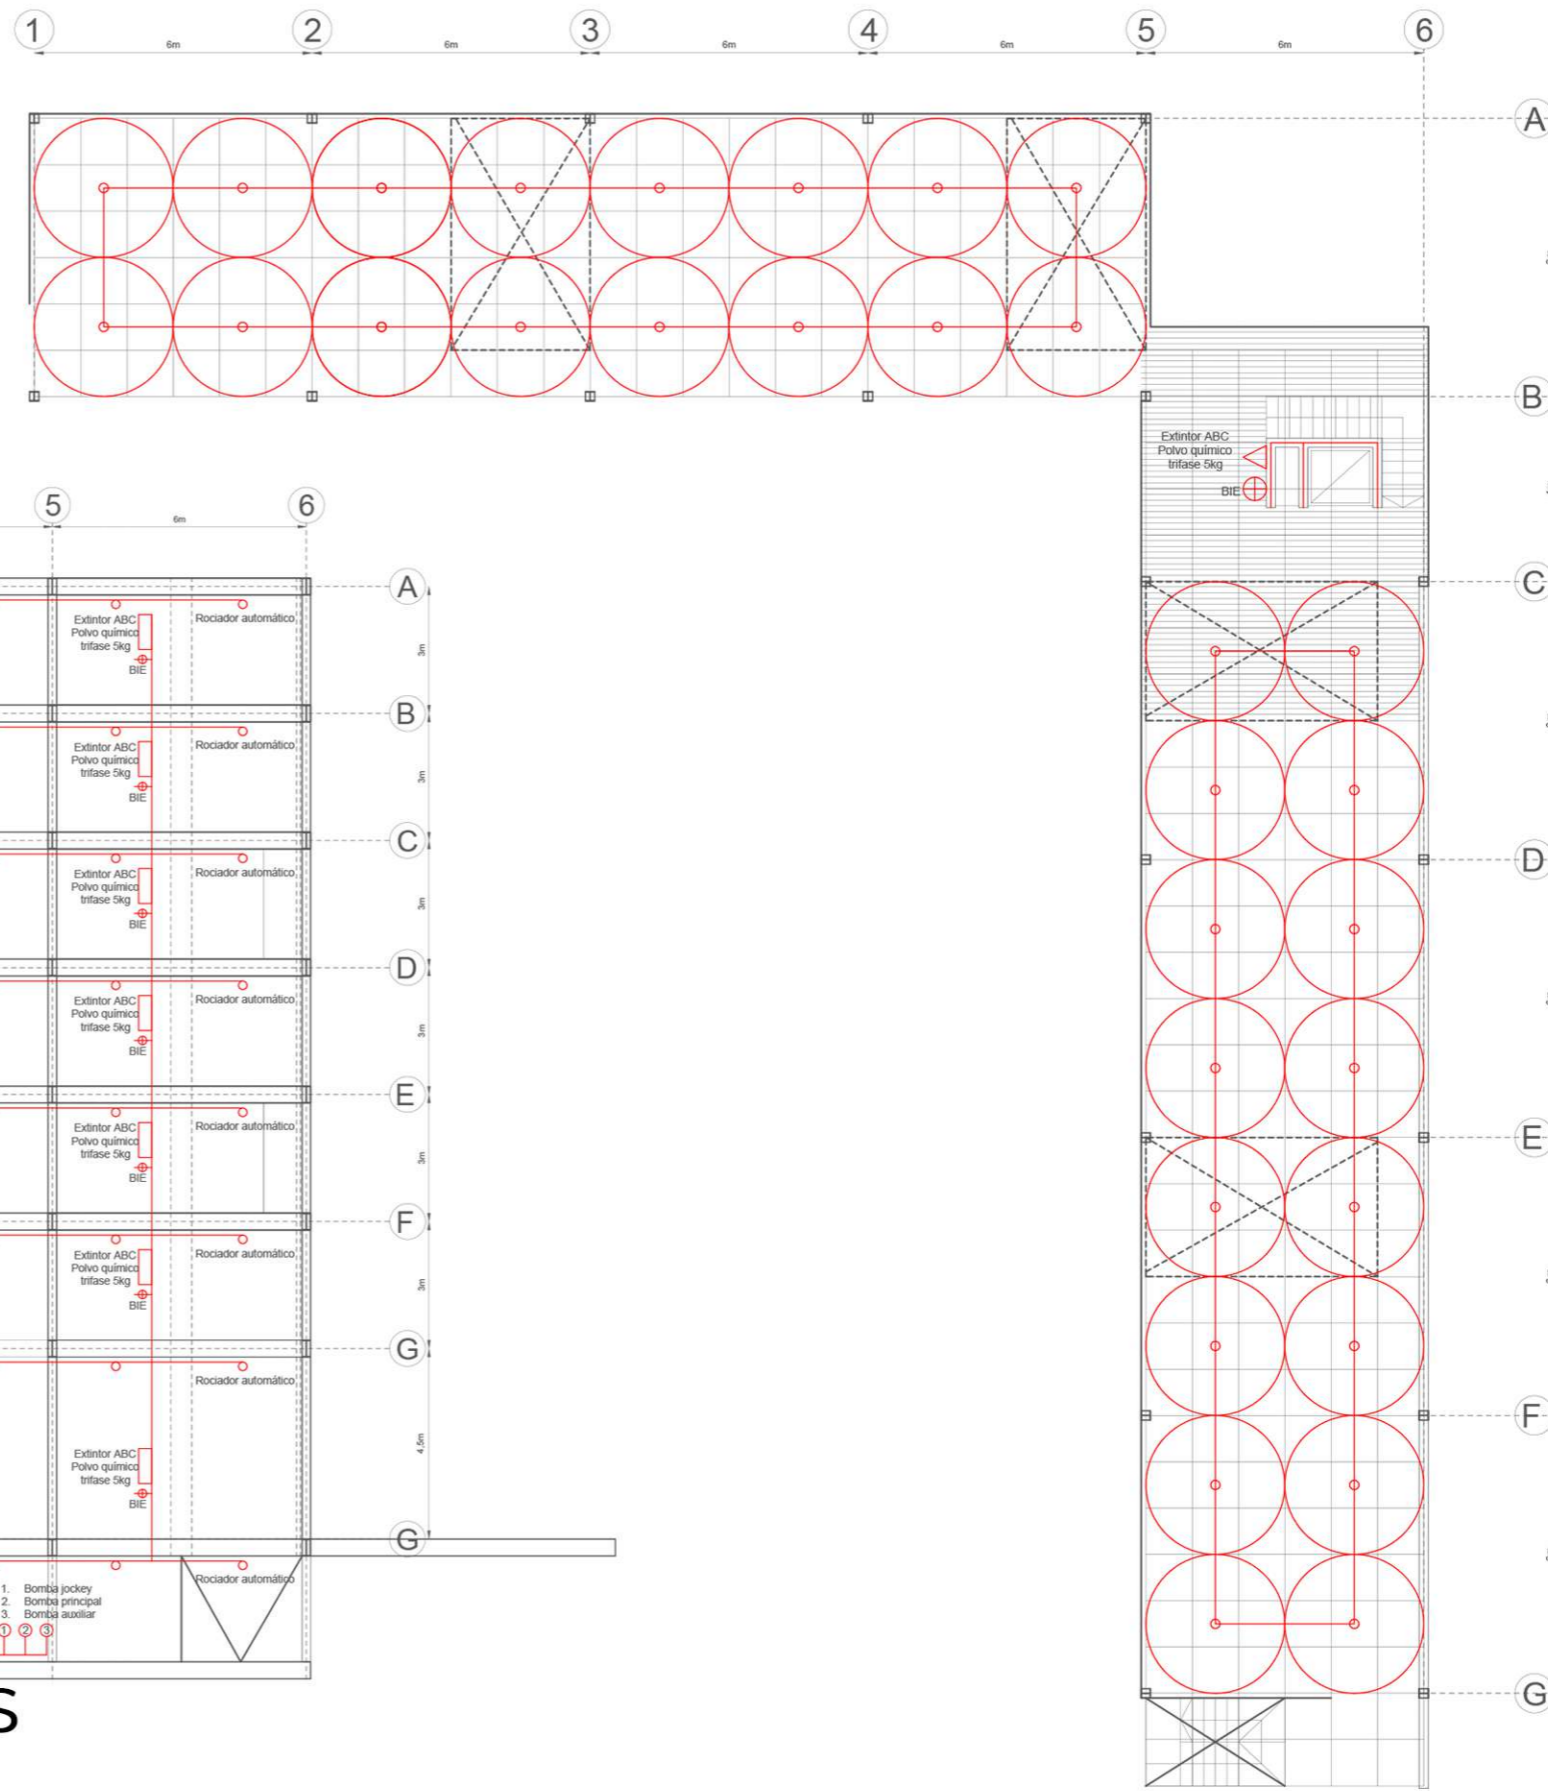 1
2
3
4
5
6
6m
6m
6m
6m
6m
A
B
Extintor ABC
Polvo químico
trifase 5kg
BIE
C
D
E
F
G
5
6
6m
A
Extintor ABC
Polvo químico
trifase 5kg
BIE
Rociador automático
3m
B
Extintor ABC
Polvo químico
trifase 5kg
BIE
Rociador automático
3m
C
Extintor ABC
Polvo químico
trifase 5kg
BIE
Rociador automático
3m
D
Extintor ABC
Polvo químico
trifase 5kg
BIE
Rociador automático
3m
E
Extintor ABC
Polvo químico
trifase 5kg
BIE
Rociador automático
3m
F
Extintor ABC
Polvo químico
trifase 5kg
BIE
Rociador automático
3m
G
Rociador automático
Extintor ABC
Polvo químico
trifase 5kg
BIE
4,5m
G
Rociador automático
1. Bomba jockey
2. Bomba principal
3. Bomba auxiliar
1 2 3
S